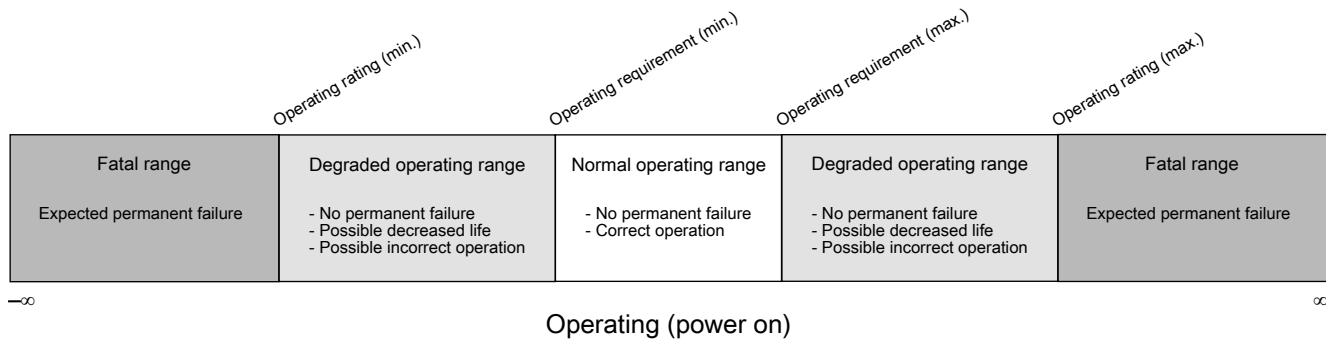 Operating rating (min.)
Operating requirement (min.)
Operating requirement (max.)
Operating rating (max.)
Fatal range
Expected permanent failure
Degraded operating range
- No permanent failure
- Possible decreased life
- Possible incorrect operation
Normal operating range
- No permanent failure
- Correct operation
Degraded operating range
- No permanent failure
- Possible decreased life
- Possible incorrect operation
Fatal range
Expected permanent failure
–∞
∞
Operating (power on)